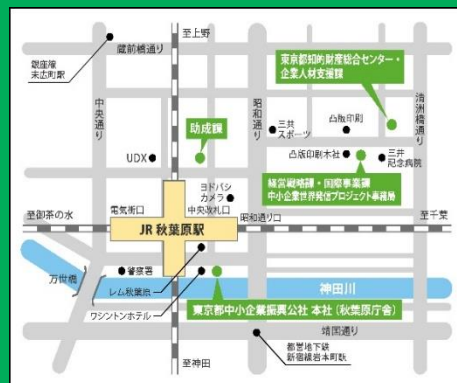 至上野
蔵前橋通り
銀座線
末広町駅
東京都知的財産総合センター・
企業人材支援課
中央通り
昭和通り
清洲橋通り
助成課
三共
スポーツ
凸版印刷
UDX
凸版印刷本社
三井
記念病院
経営戦略課・国際事業課
中小企業世界発信プロジェクト事務局
ヨドバシ
カメラ
電気街口
中央改札口
昭和通り口
至御茶の水
JR 秋葉原駅
至千葉
万世橋
警察署
レム秋葉原
神田川
ワシントンホテル
東京都中小企業振興公社 本社（秋葉原庁舎）
靖国通り
都営地下鉄
新宿線岩本町駅
至神田